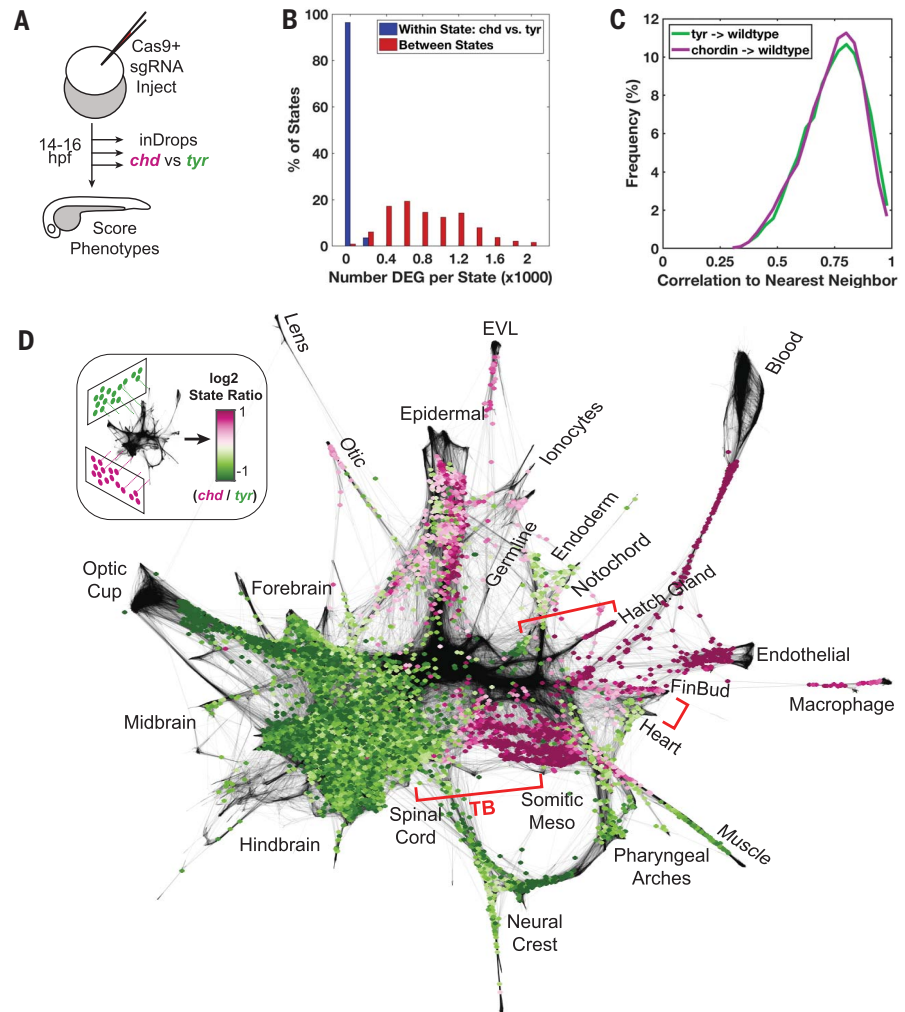 A
Cas9+
sgRNA
Inject
14-16
hpf
inDrops
chd vs tyr
Score
Phenotypes
B
100
80
60
40
20
0
% of States
Within State: chd vs. tyr
Between States
0 0.4 0.8 1.2 1.6 2
Number DEG per State (x1000)
C
12
10
8
6
4
2
0
Frequency (%)
tyr -> wildtype
chordin -> wildtype
0 0.25 0.5 0.75 1
Correlation to Nearest Neighbor
D
log2
State Ratio
1
-1
(chd / tyr)
Lens
EVL
Blood
Epidermal
Otic
Ionocytes
Germline
Endoderm
Notochord
Hatch.Gland
Optic
Cup
Forebrain
Endothelial
FinBud
Macrophage
Heart
Midbrain
Spinal
Cord
TB
Somitic
Meso
Hindbrain
Muscle
Pharyngeal
Arches
Neural
Crest